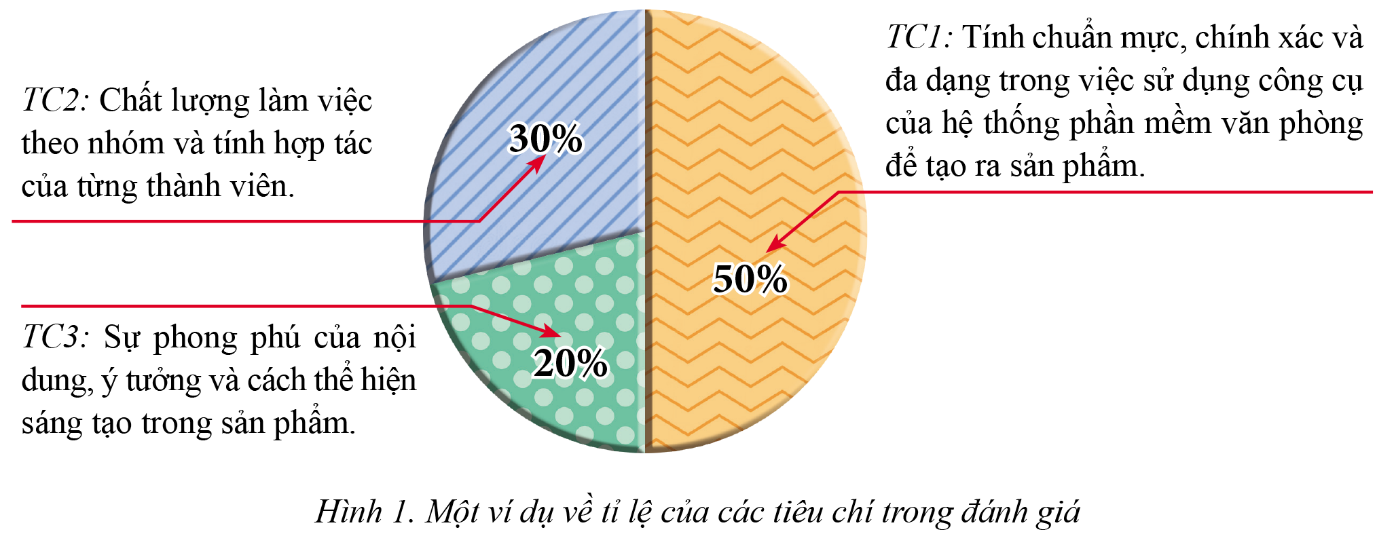 TC1: Tính chuẩn mực, chính xác và
đa dạng trong việc sử dụng công cụ
của hệ thống phần mềm văn phòng
để tạo ra sản phẩm.
TC2: Chất lượng làm việc
theo nhóm và tính hợp tác
của từng thành viên.
30%
50%
TC3: Sự phong phú của nội
dung, ý tưởng và cách thể hiện
sáng tạo trong sản phẩm.
20%
Hình 1. Một ví dụ về tỉ lệ của các tiêu chí trong đánh giá